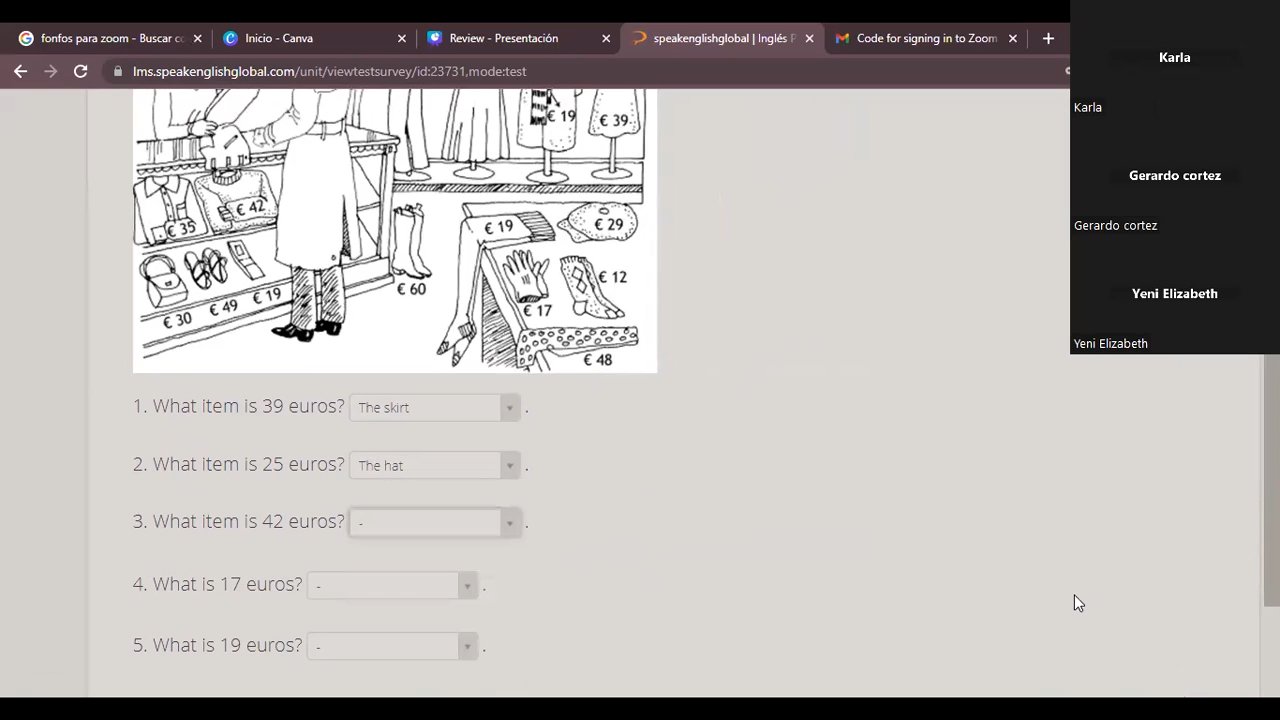 fonfos para zoom - Buscar co
Inicio - Canva
Review - Presentación
speakenglishglobal | Inglés P
Code for signing in to Zoom
lms.speakenglishglobal.com/unit/viewtestsurvey/id:23731,mode:test
Karla
Karla
Gerardo cortez
Gerardo cortez
Yeni Elizabeth
Yeni Elizabeth
€ 19
€ 39
€ 42
€ 35
€ 19
€ 29
€ 12
€ 60
€ 17
€ 30
€ 49
€ 19
€ 48
1. What item is 39 euros? The skirt .
2. What item is 25 euros? The hat .
3. What item is 42 euros? - .
4. What is 17 euros? - .
5. What is 19 euros? - .